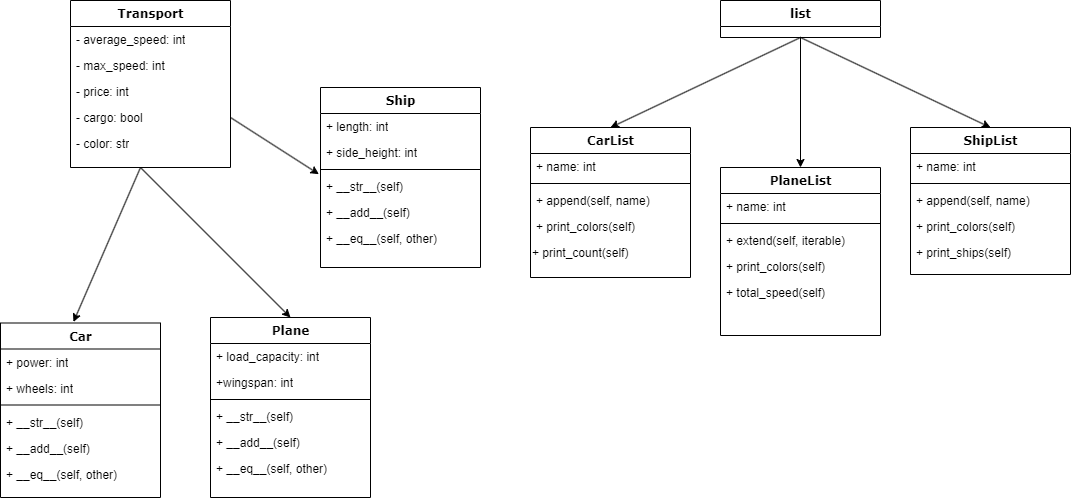 Transport
- average_speed: int
- max_speed: int
- price: int
- cargo: bool
- color: str
Ship
+ length: int
+ side_height: int
+ __str__(self)
+ __add__(self)
+ __eq__(self, other)
Car
+ power: int
+ wheels: int
+ __str__(self)
+ __add__(self)
+ __eq__(self, other)
Plane
+ load_capacity: int
+wingspan: int
+ __str__(self)
+ __add__(self)
+ __eq__(self, other)
list
CarList
+ name: int
+ append(self, name)
+ print_colors(self)
+ print_count(self)
PlaneList
+ name: int
+ extend(self, iterable)
+ print_colors(self)
+ total_speed(self)
ShipList
+ name: int
+ append(self, name)
+ print_colors(self)
+ print_ships(self)